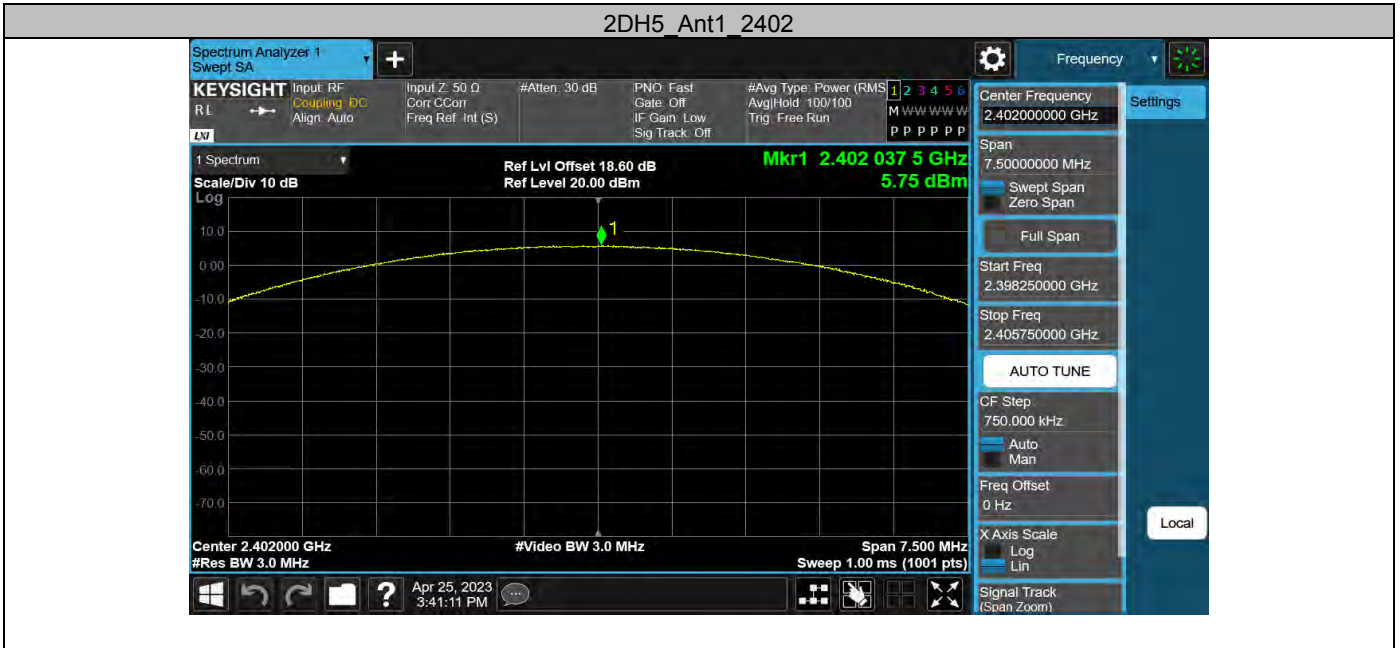 2DH5_Ant1_2402
Spectrum Analyzer 1
Swept SA
+
Frequency
KEYSIGHT
RL
LXI
Input: RF
Coupling: DC
Align: Auto
Input Z: 50 Ω
Corr CCorr
Freq Ref: Int (S)
#Atten: 30 dB
PNO: Fast
Gate: Off
IF Gain: Low
Sig Track: Off
#Avg Type: Power (RMS
Avg|Hold: 100/100
Trig: Free Run
1 2 3 4 5 6
M W W W W W
P P P P P P
1 Spectrum
Scale/Div 10 dB
Ref Lvl Offset 18.60 dB
Ref Level 20.00 dBm
Mkr1 2.402 037 5 GHz
5.75 dBm
Log
1
10.0
0.00
-10.0
-20.0
-30.0
-40.0
-50.0
-60.0
-70.0
Center 2.402000 GHz
#Res BW 3.0 MHz
#Video BW 3.0 MHz
Span 7.500 MHz
Sweep 1.00 ms (1001 pts)
?
Apr 25, 2023
3:41:11 PM
Center Frequency
2.402000000 GHz
Settings
Span
7.50000000 MHz
Swept Span
Zero Span
Full Span
Start Freq
2.398250000 GHz
Stop Freq
2.405750000 GHz
AUTO TUNE
CF Step
750.000 kHz
Auto
Man
Freq Offset
0 Hz
X Axis Scale
Log
Lin
Local
Signal Track
(Span Zoom)